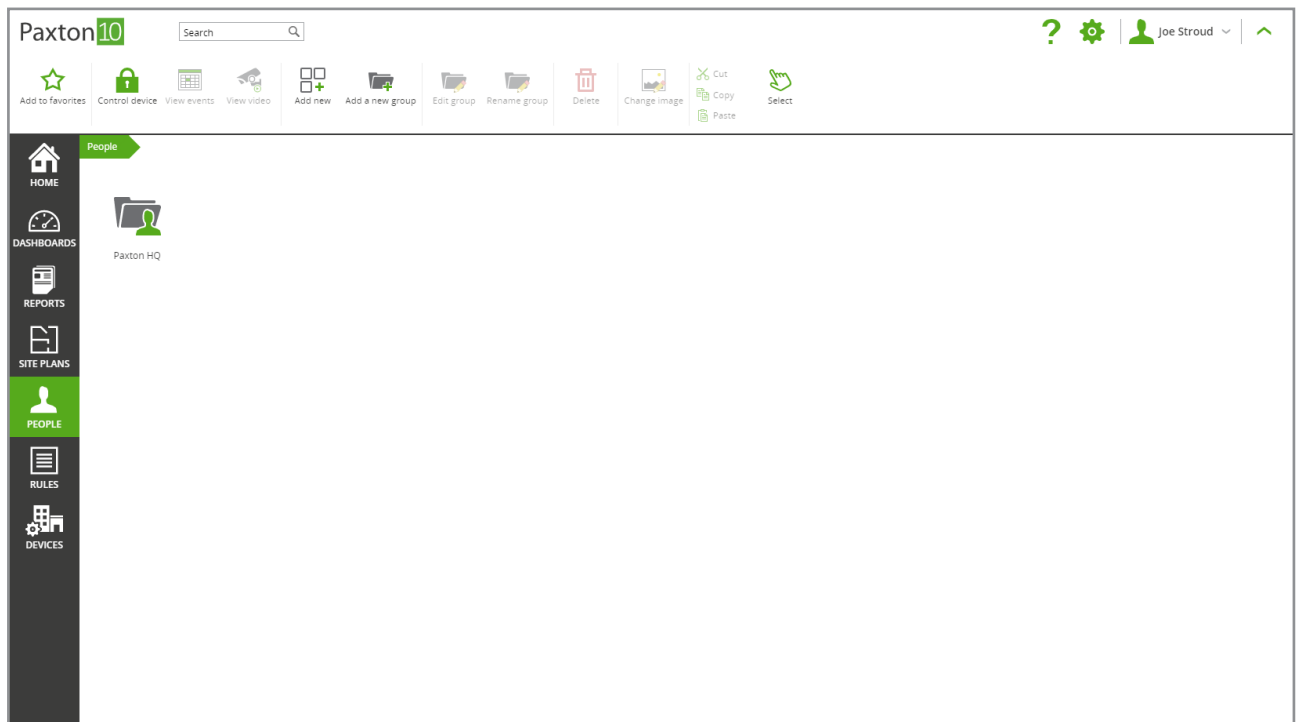 Paxton10
Search
Joe Stroud
Add to favorites
Control device
View events
View video
Add new
Add a new group
Edit group
Rename group
Delete
Change image
Cut
Copy
Paste
Select
People
HOME
DASHBOARDS
REPORTS
SITE PLANS
PEOPLE
RULES
DEVICES
Paxton HQ